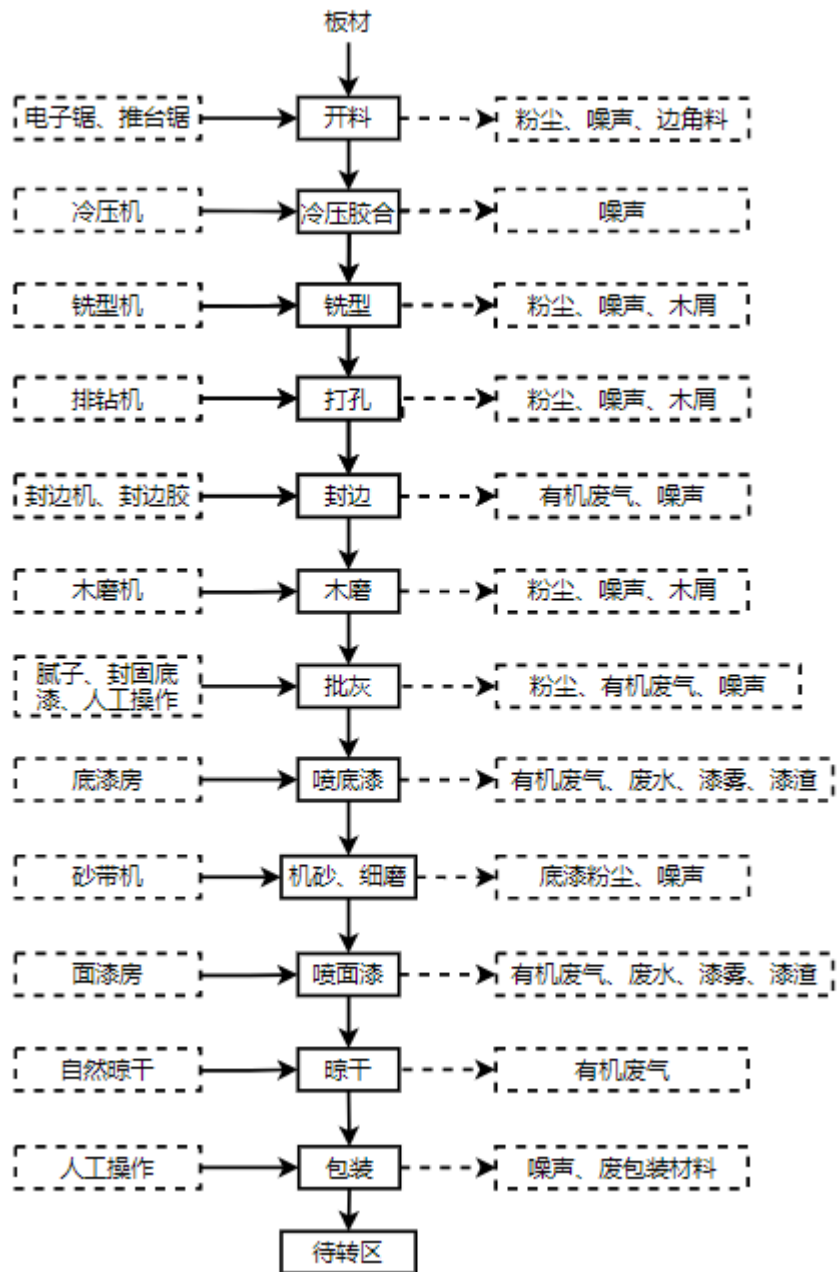 板材
电子锯、推台锯
开料
粉尘、噪声、边角料
冷压机
冷压胶合
噪声
铣型机
铣型
粉尘、噪声、木屑
排钻机
打孔
粉尘、噪声、木屑
封边机、封边胶
封边
有机废气、噪声
木磨机
木磨
粉尘、噪声、木屑
腻子、封固底
漆、人工操作
批灰
粉尘、有机废气、噪声
底漆房
喷底漆
有机废气、废水、漆雾、漆渣
砂带机
机砂、细磨
底漆粉尘、噪声
面漆房
喷面漆
有机废气、废水、漆雾、漆渣
自然晾干
晾干
有机废气
人工操作
包装
噪声、废包装材料
待转区